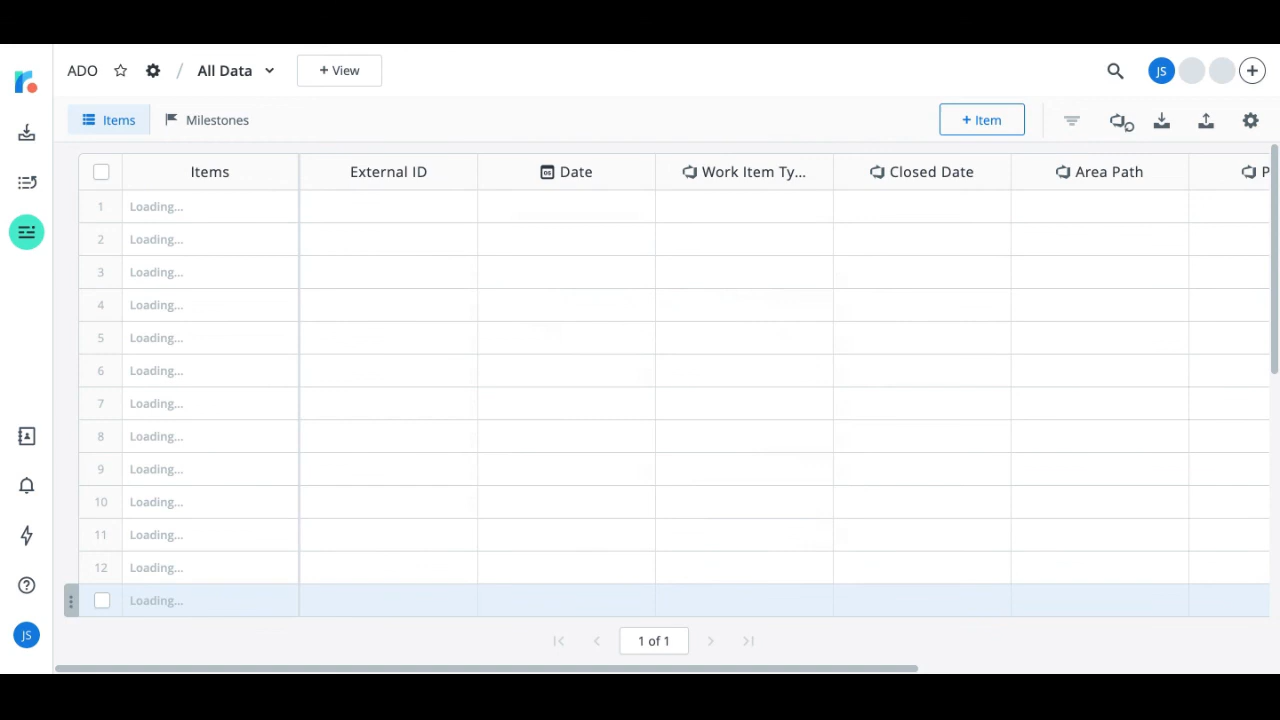 ADO / All Data + View JS
Items Milestones + Item
Items External ID Date Work Item Ty... Closed Date Area Path P
1 Loading...
2 Loading...
3 Loading...
4 Loading...
5 Loading...
6 Loading...
7 Loading...
8 Loading...
9 Loading...
10 Loading...
11 Loading...
12 Loading...
Loading...
JS
1 of 1